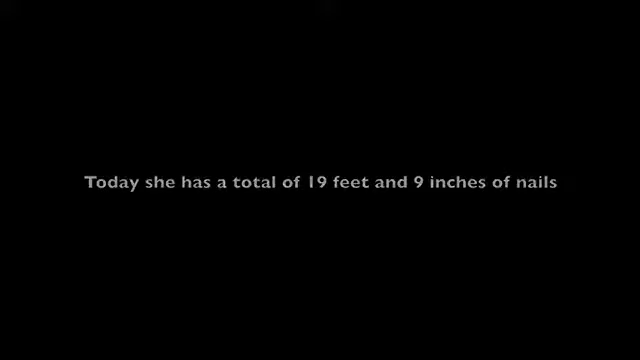 Today she has a total of 19 feet and 9 inches of nails